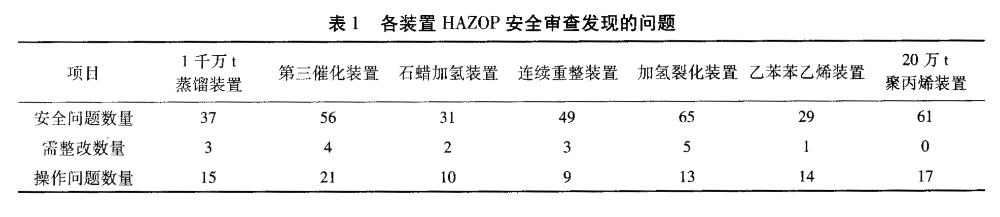 表 1 各装置 HAZOP 安全审查发现的问题
项目 1 千万 t 蒸馏装置 第三催化装置 石蜡加氢装置 连续重整装置 加氢裂化装置 乙苯苯乙烯装置 20 万 t 聚丙烯装置
安全问题数量 37 56 31 49 65 29 61
需整改数量 3 4 2 3 5 1 0
操作问题数量 15 21 10 9 13 14 17